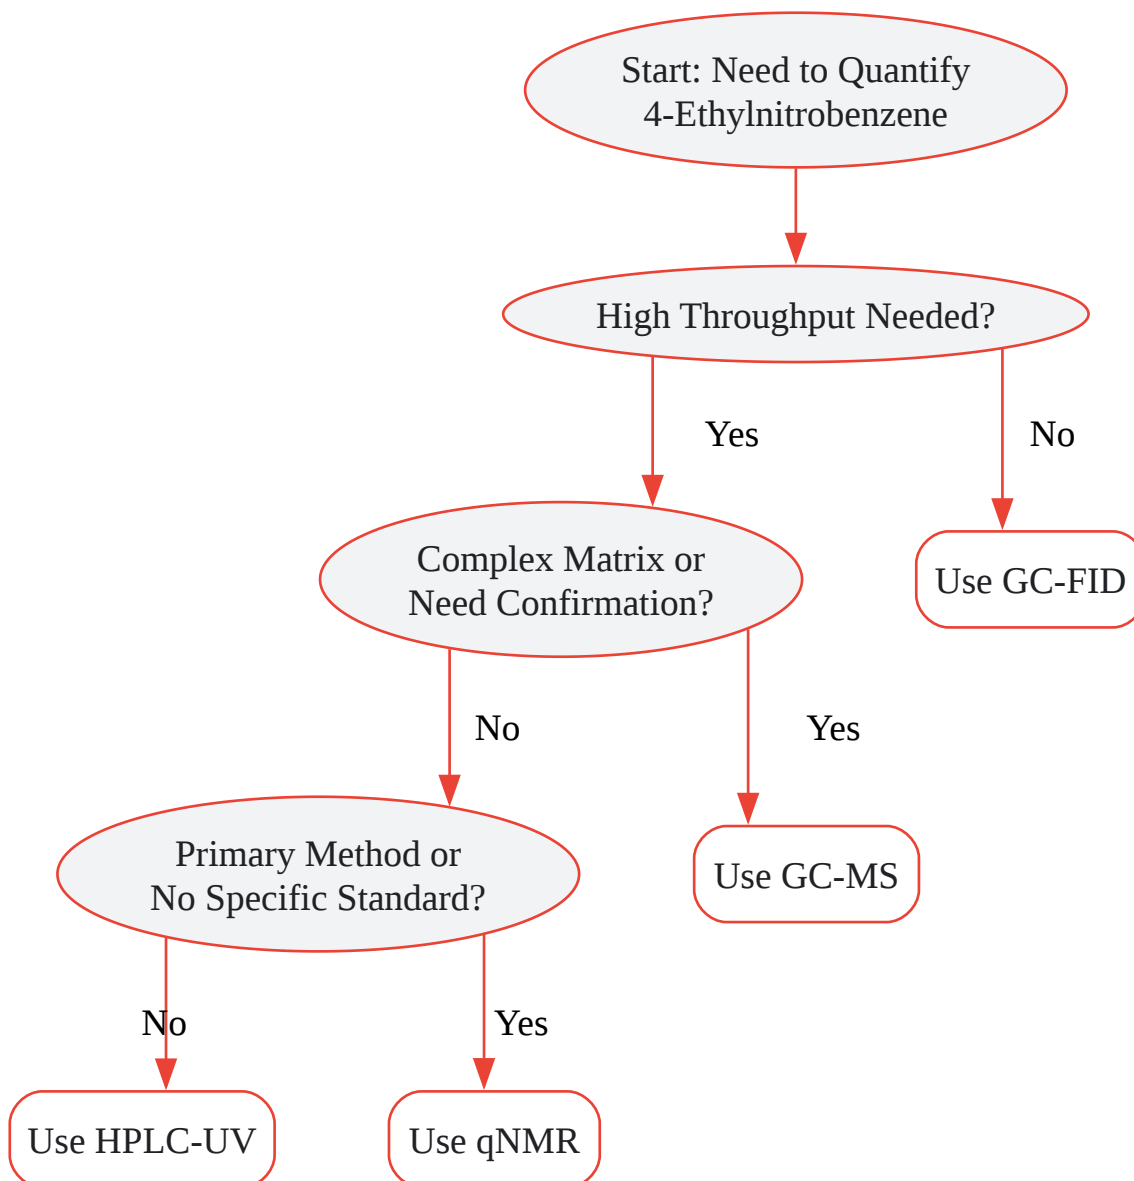 Start: Need to Quantify
4-Ethylnitrobenzene
High Throughput Needed?
Yes
No
Complex Matrix or
Need Confirmation?
Use GC-FID
No
Yes
Primary Method or
No Specific Standard?
Use GC-MS
No
Yes
Use HPLC-UV
Use qNMR